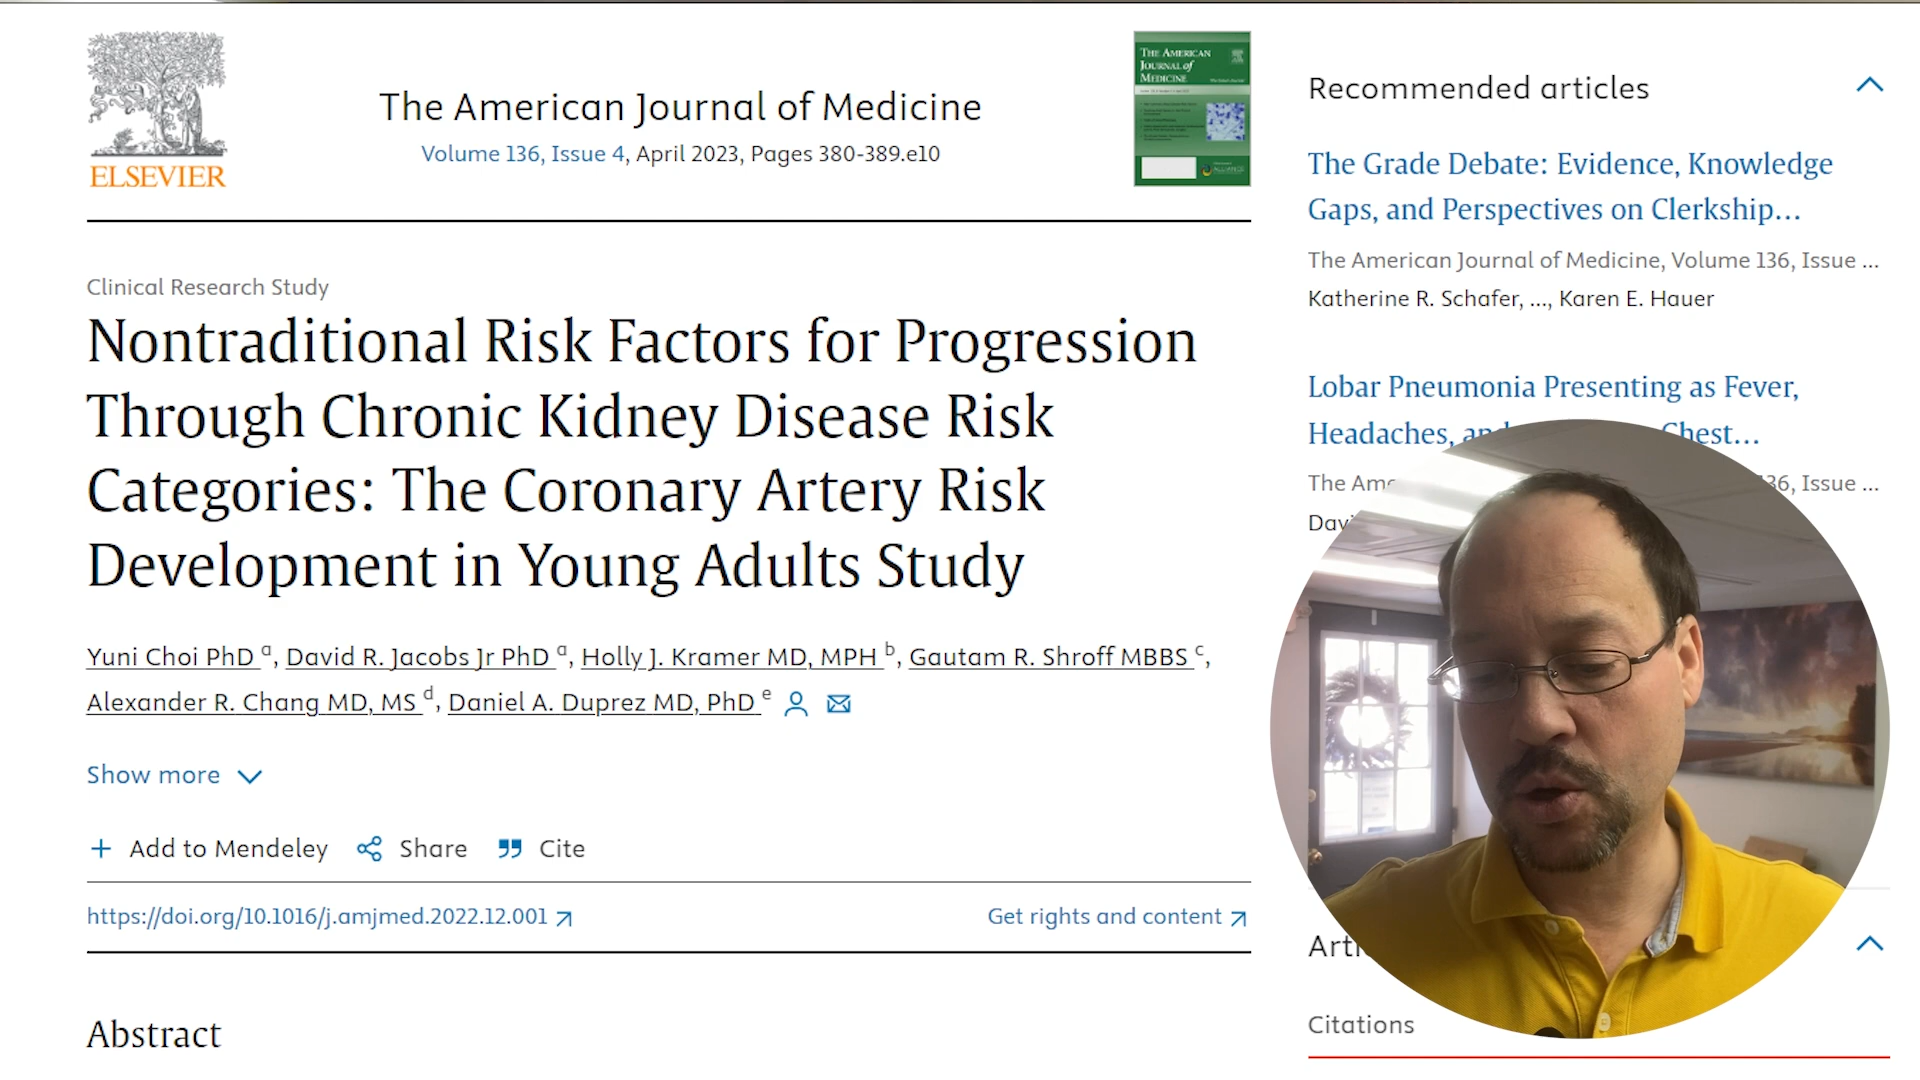 ELSEVIER
The American Journal of Medicine
Volume 136, Issue 4, April 2023, Pages 380-389.e10
THE AMERICAN
JOURNAL of
MEDICINE
Clinical Research Study
Nontraditional Risk Factors for Progression
Through Chronic Kidney Disease Risk
Categories: The Coronary Artery Risk
Development in Young Adults Study
Yuni Choi PhD a, David R. Jacobs Jr PhD a, Holly J. Kramer MD, MPH b, Gautam R. Shroff MBBS c,
Alexander R. Chang MD, MS d, Daniel A. Duprez MD, PhD e
Show more
+ Add to Mendeley Share Cite
https://doi.org/10.1016/j.amjmed.2022.12.001
Get rights and content
Abstract
Recommended articles
The Grade Debate: Evidence, Knowledge
Gaps, and Perspectives on Clerkship...
The American Journal of Medicine, Volume 136, Issue ...
Katherine R. Schafer, ..., Karen E. Hauer
Lobar Pneumonia Presenting as Fever,
Headaches, Chest...
The 36, Issue ...
Citations